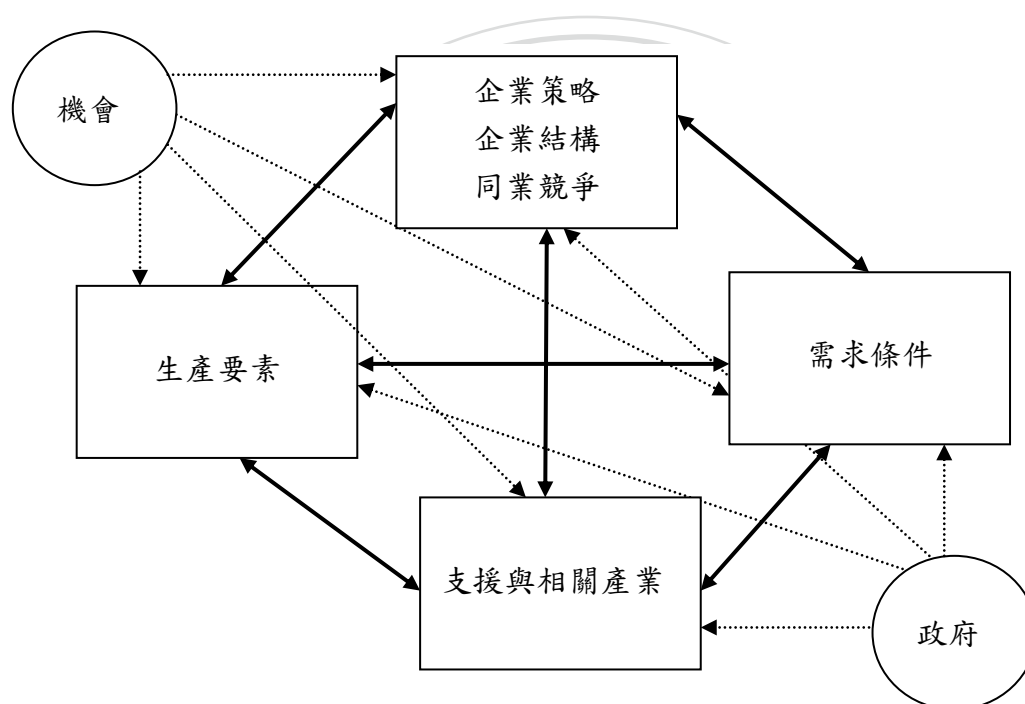 機會
企業策略
企業結構
同業競爭
生產要素
需求條件
支援與相關產業
政府